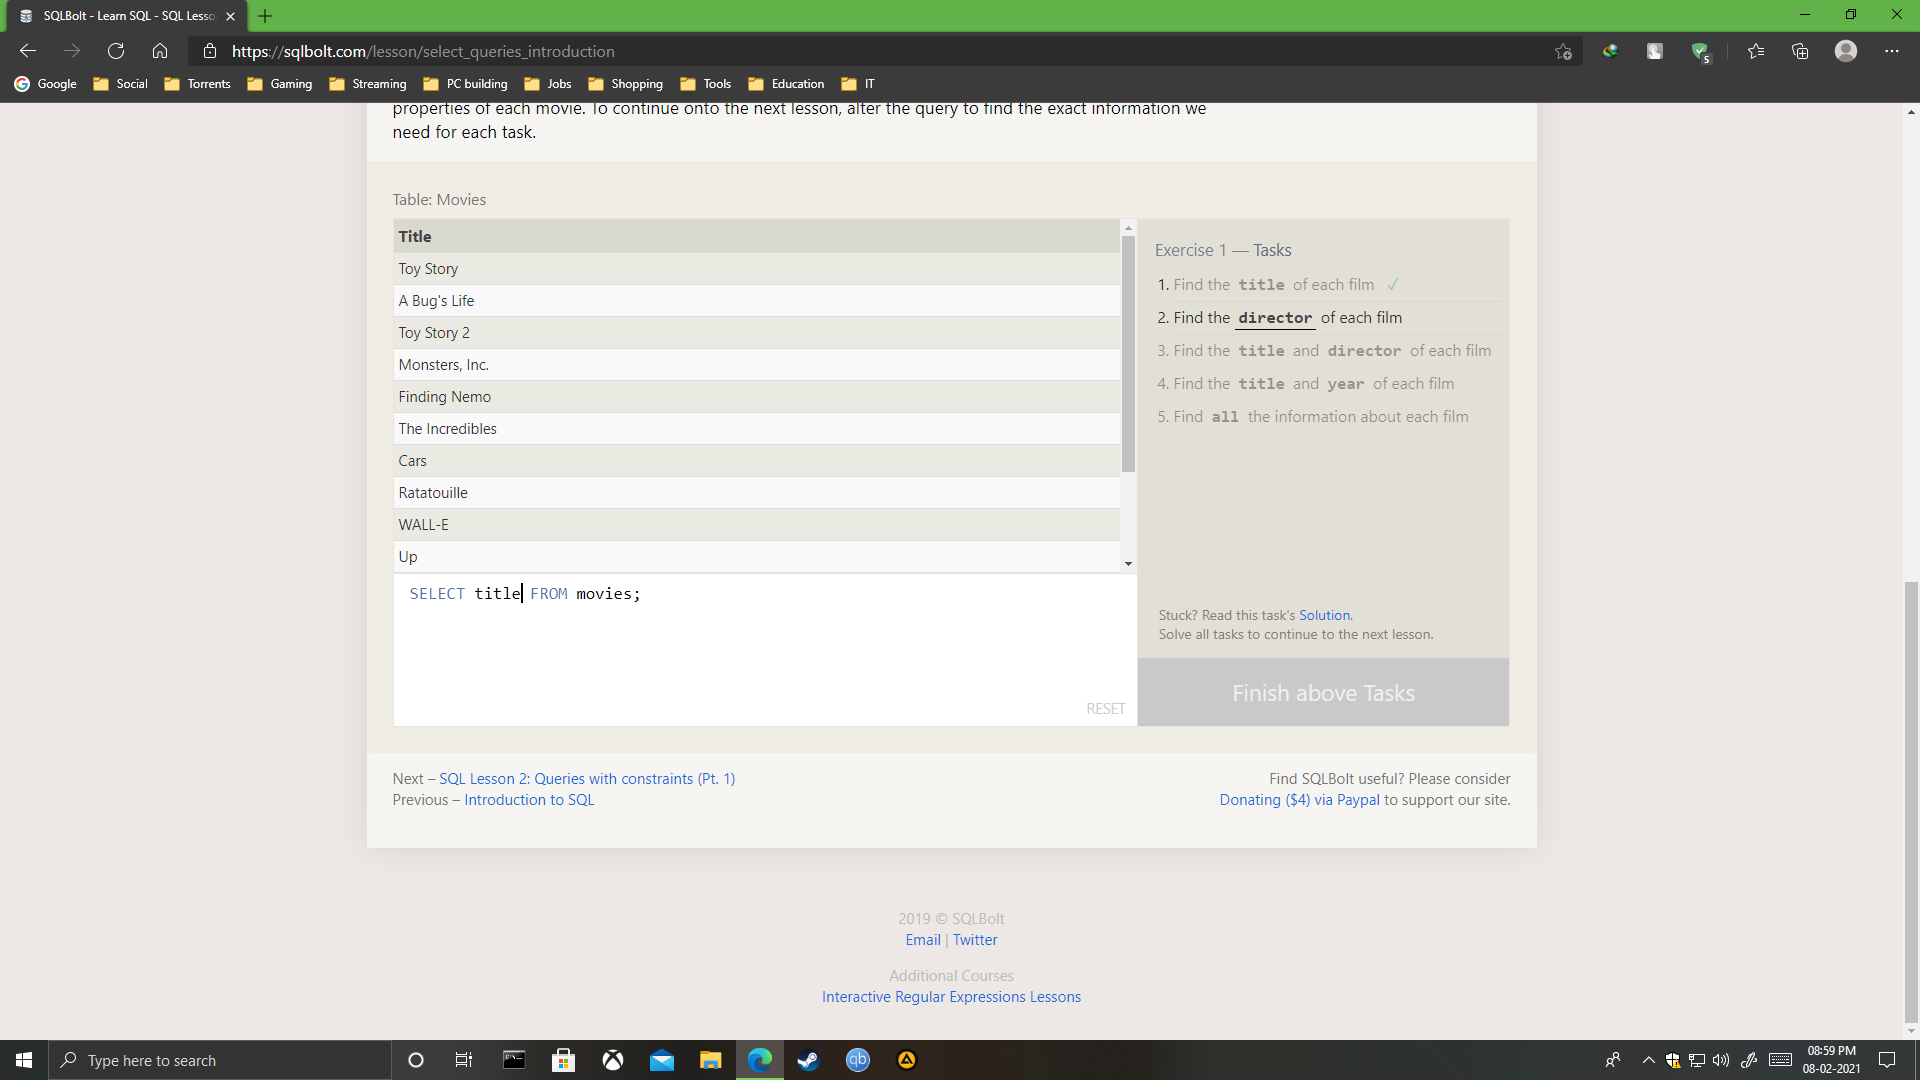 SQLBolt - Learn SQL - SQL Lesso
https://sqlbolt.com/lesson/select_queries_introduction
5
Google Social Torrents Gaming Streaming PC building Jobs Shopping Tools Education IT
properties of each movie. To continue onto the next lesson, alter the query to find the exact information we
need for each task.
Table: Movies
Title
Toy Story
A Bug's Life
Toy Story 2
Monsters, Inc.
Finding Nemo
The Incredibles
Cars
Ratatouille
WALL-E
Up
SELECT title FROM movies;
RESET
Exercise 1 — Tasks
1. Find the title of each film ✓
2. Find the director of each film
3. Find the title and director of each film
4. Find the title and year of each film
5. Find all the information about each film
Stuck? Read this task's Solution.
Solve all tasks to continue to the next lesson.
Finish above Tasks
Next – SQL Lesson 2: Queries with constraints (Pt. 1)
Previous – Introduction to SQL
Find SQLBolt useful? Please consider
Donating ($4) via Paypal to support our site.
2019 © SQLBolt
Email | Twitter
Additional Courses
Interactive Regular Expressions Lessons
Type here to search
qb
08:59 PM
08-02-2021